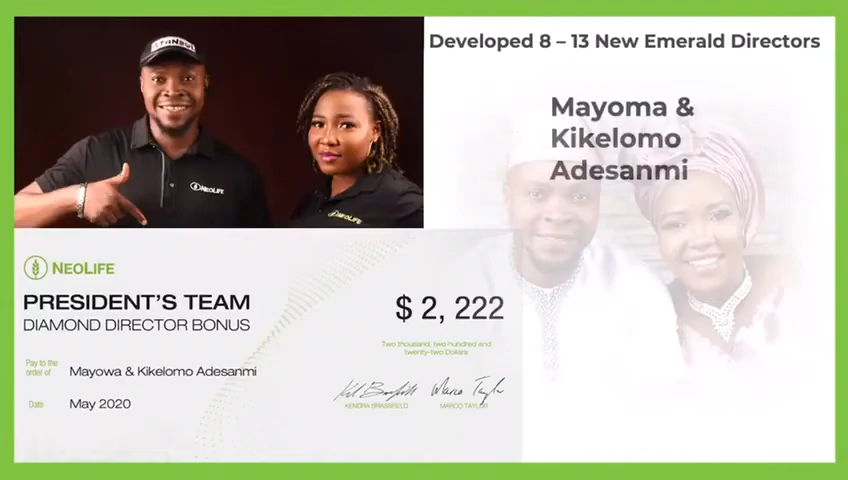 Developed 8 – 13 New Emerald Directors
Mayoma &
Kikelomo
Adesanmi
NEOLIFE
NEOLIFE
NEOLIFE
PRESIDENT'S TEAM
DIAMOND DIRECTOR BONUS
$ 2, 222
Two thousand, two hundred and
twenty-two Dollars
Pay to the
order of
Mayowa & Kikelomo Adesanmi
Date
May 2020
KENDRA BRASSFIELD
MARCO TAYLOR